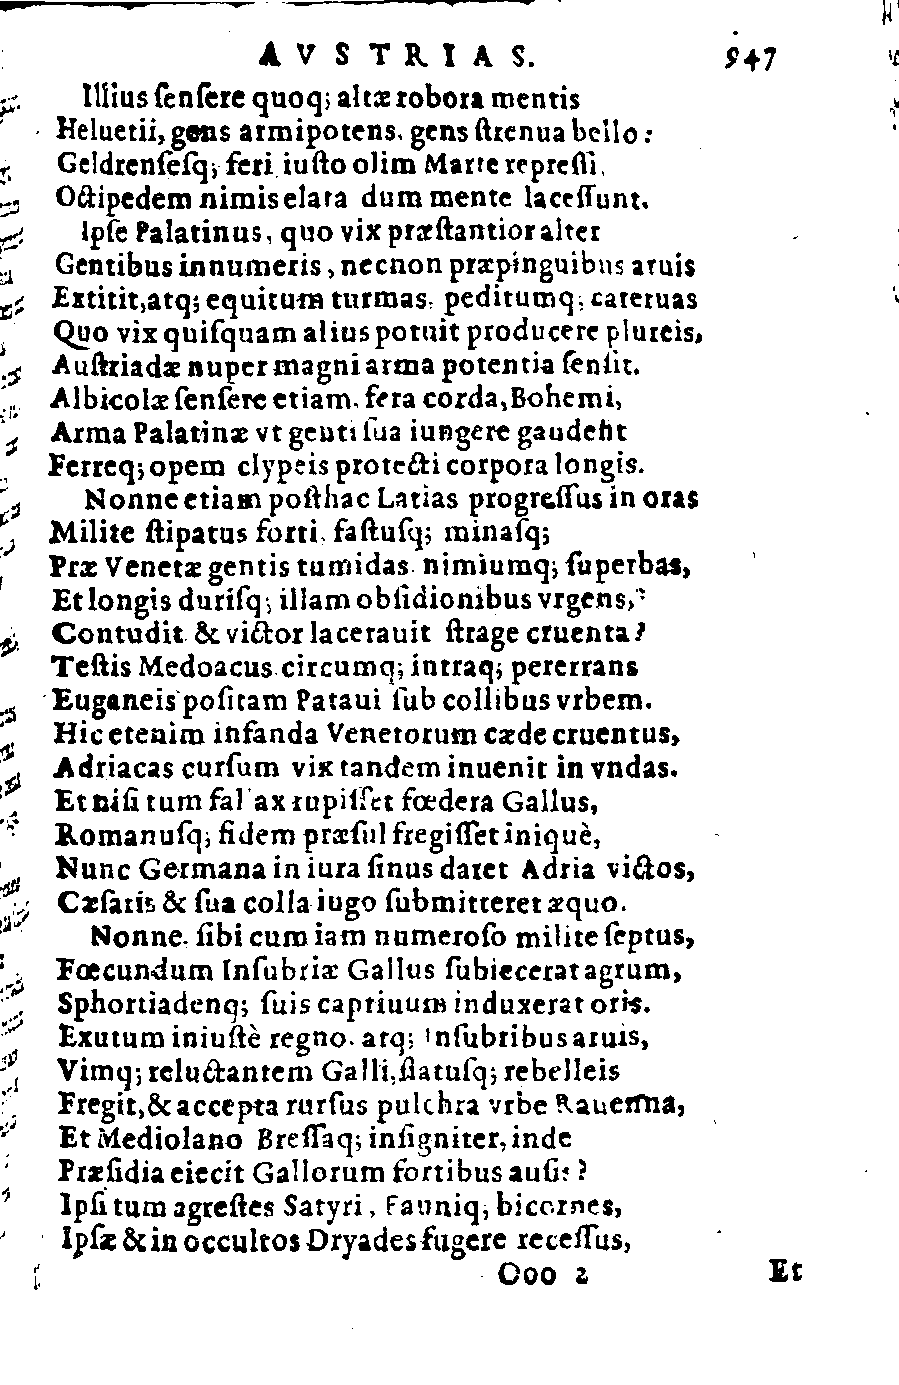 AVSTRIAS. 947
Illius ſenſere quoq; altæ robora mentis
Heluetii, gens armipotens, gens ſtrenua bello:
Geldrenſeſq; feri iuſto olim Marte repreſſi,
Octipedem nimis elata dum mente laceſſunt.
Ipſe Palatinus, quo vix præſtantior alter
Gentibus innumeris, necnon præpinguibus aruis
Extitit, atq; equitum turmas, peditumq; cateruas
Quo vix quiſquam alius potuit producere plureis,
Auſtriadæ nuper magni arma potentia ſenſit.
Albicolæ ſenſere etiam, fera corda, Bohemi,
Arma Palatinæ vt genti ſua iungere gaudent
Ferreq; opem clypeis protecti corpora longis.
Nonne etiam poſthac Latias progreſſus in oras
Milite ſtipatus forti, faſtuſq; minaſq;
Præ Venetæ gentis tumidas nimiumq; ſuperbas,
Et longis duriſq; illam obſidionibus vrgens,
Contudit & victor lacerauit ſtrage cruenta?
Teſtis Medoacus circumq; intraq; pererrans
Euganeis poſitam Pataui ſub collibus vrbem.
Hic etenim infanda Venetorum cæde cruentus,
Adriacas curſum vix tandem inuenit in vndas.
Et niſi tum fallax rupiſſet fœdera Gallus,
Romanuſq; fidem præſul fregiſſet iniquè,
Nunc Germana in iura ſinus daret Adria victos,
Cæſaris & ſua colla iugo ſubmitteret æquo.
Nonne, ſibi cum iam numeroſo milite ſeptus,
Fœcundum Inſubriæ Gallus ſubiecerat agrum,
Sphortiadenq; ſuis captiuum induxerat oris.
Exutum iniuſtè regno, atq; Inſubribus aruis,
Vimq; reluctantem Galli, flatuſq; rebelleis
Fregit, & accepta rurſus pulchra vrbe Rauenna,
Et Mediolano Breſſaq; inſigniter, inde
Præſidia eiecit Gallorum fortibus auſis?
Ipſi tum agreſtes Satyri, Fauniq; bicornes,
Ipſæ & in occultos Dryades fugere receſſus,
Ooo 2 Et